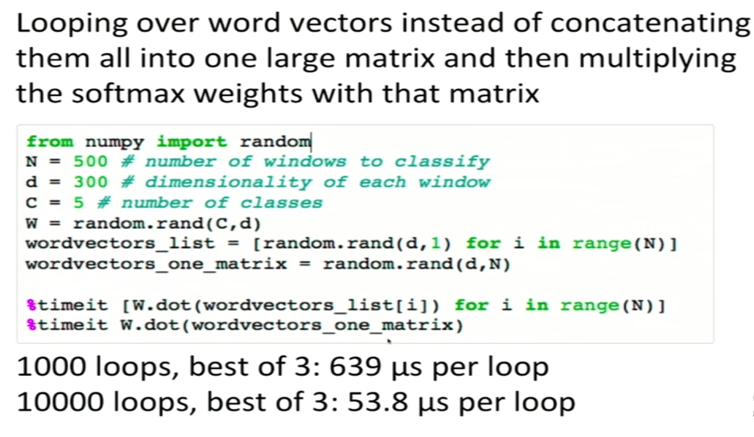 Looping over word vectors instead of concatenating
them all into one large matrix and then multiplying
the softmax weights with that matrix
from numpy import random
N = 500 # number of windows to classify
d = 300 # dimensionality of each window
C = 5 # number of classes
W = random.rand(C,d)
wordvectors_list = [random.rand(d,1) for i in range(N)]
wordvectors_one_matrix = random.rand(d,N)
%timeit [W.dot(wordvectors_list[i]) for i in range(N)]
%timeit W.dot(wordvectors_one_matrix)
1000 loops, best of 3: 639 µs per loop
10000 loops, best of 3: 53.8 µs per loop